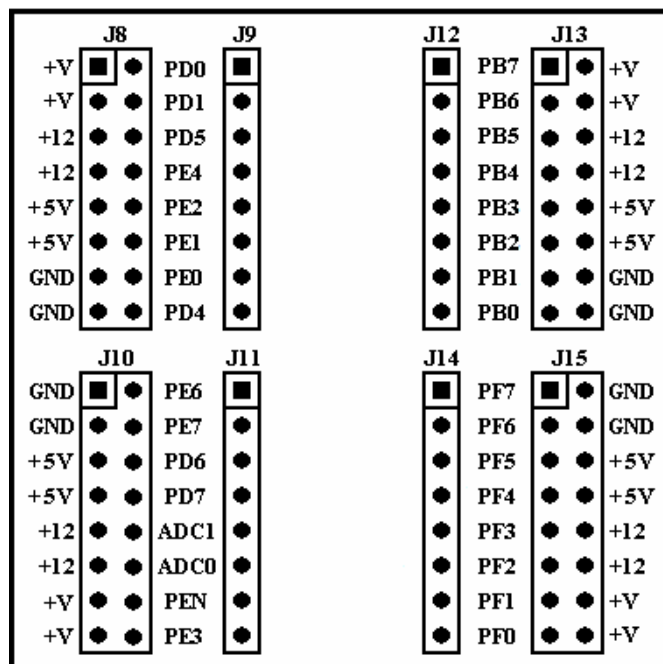 J8 J9 J12 J13
+V PD0 PB7 +V
+V PD1 PB6 +V
+12 PD5 PB5 +12
+12 PE4 PB4 +12
+5V PE2 PB3 +5V
+5V PE1 PB2 +5V
GND PE0 PB1 GND
GND PD4 PB0 GND
J10 J11 J14 J15
GND PE6 PF7 GND
GND PE7 PF6 GND
+5V PD6 PF5 +5V
+5V PD7 PF4 +5V
+12 ADC1 PF3 +12
+12 ADC0 PF2 +12
+V PEN PF1 +V
+V PE3 PF0 +V